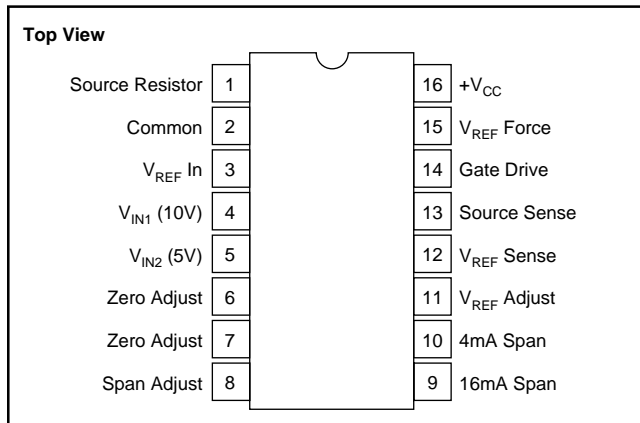 Top View
Source Resistor 1 16 +VCC
Common 2 15 VREF Force
VREF In 3 14 Gate Drive
VIN1 (10V) 4 13 Source Sense
VIN2 (5V) 5 12 VREF Sense
Zero Adjust 6 11 VREF Adjust
Zero Adjust 7 10 4mA Span
Span Adjust 8 9 16mA Span